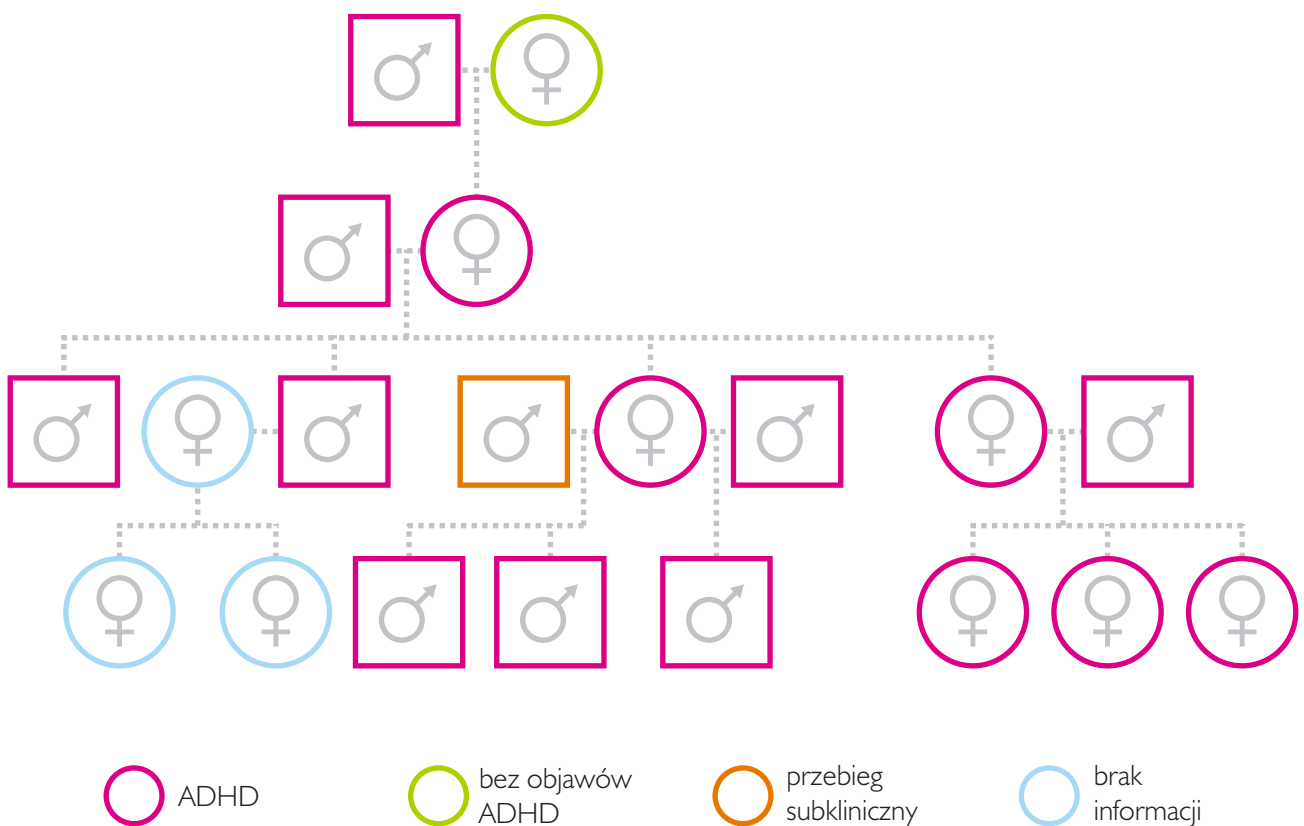 ADHD
bez objawów
ADHD
przebieg
subkliniczny
brak
informacji